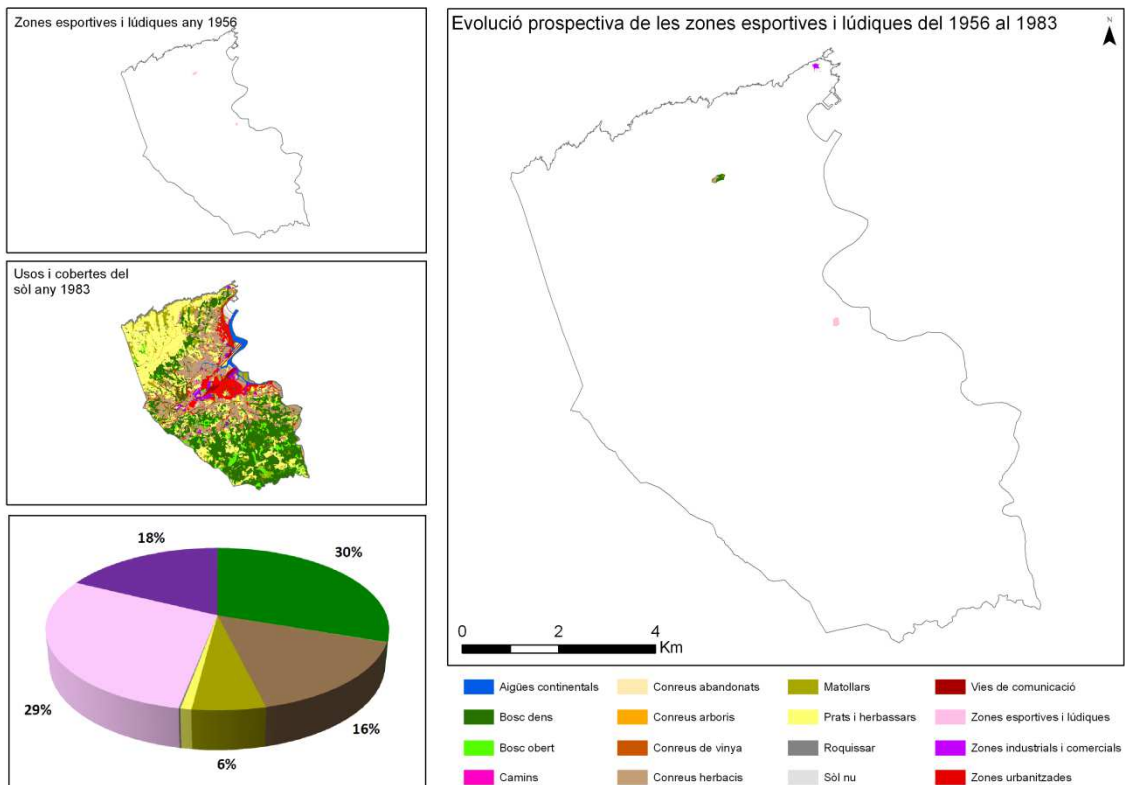 Zones esportives i lúdiques any 1956
Evolució prospectiva de les zones esportives i lúdiques del 1956 al 1983
N
Usos i cobertes del
sòl any 1983
18%
30%
29%
16%
6%
0 2 4
Km
Aigües continentals
Conreus abandonats
Matollars
Vies de comunicació
Bosc dens
Conreus arboris
Prats i herbassars
Zones esportives i lúdiques
Bosc obert
Conreus de vinya
Roquissar
Zones industrials i comercials
Camins
Conreus herbacis
Sòl nu
Zones urbanitzades